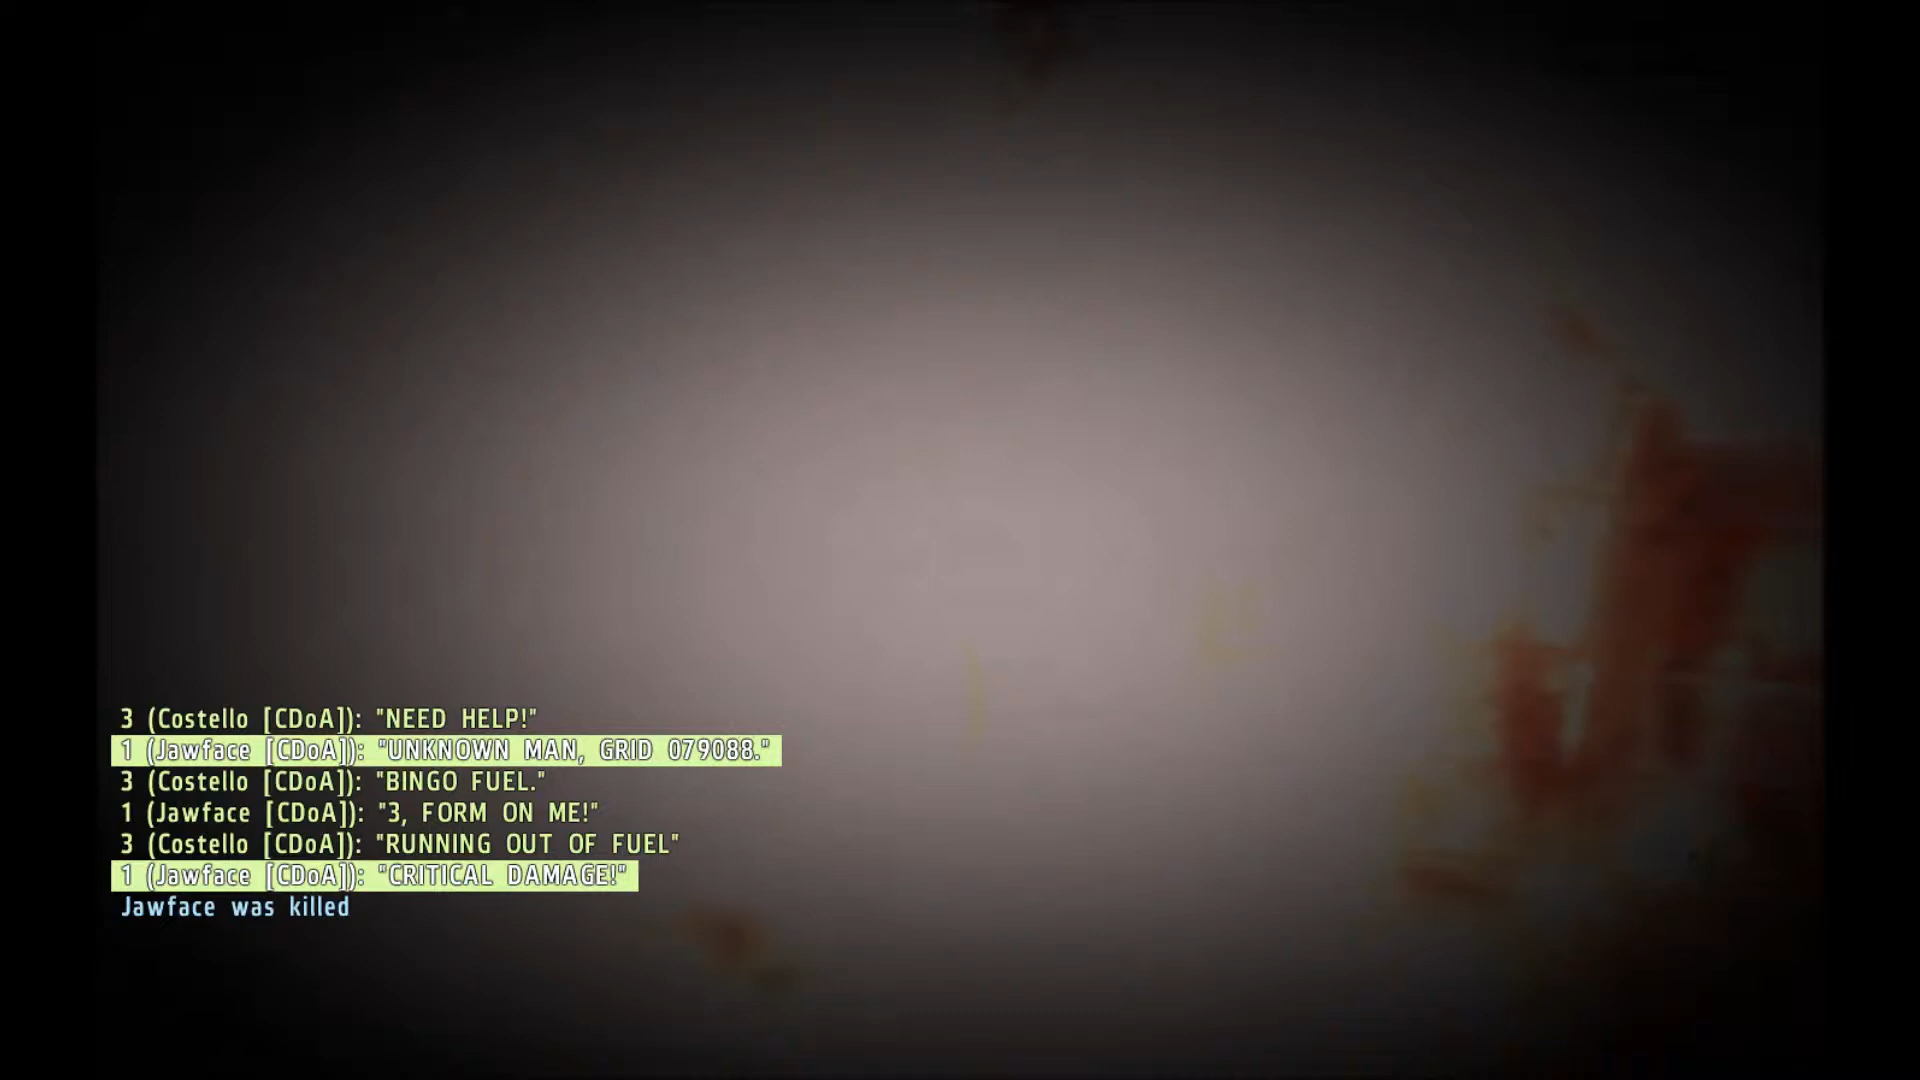 3 (Costello [CDoA]): "NEED HELP!"
1 (Jawface [CDoA]): "UNKNOWN MAN, GRID 079088."
3 (Costello [CDoA]): "BINGO FUEL."
1 (Jawface [CDoA]): "3, FORM ON ME!"
3 (Costello [CDoA]): "RUNNING OUT OF FUEL"
1 (Jawface [CDoA]): "CRITICAL DAMAGE!"
Jawface was killed